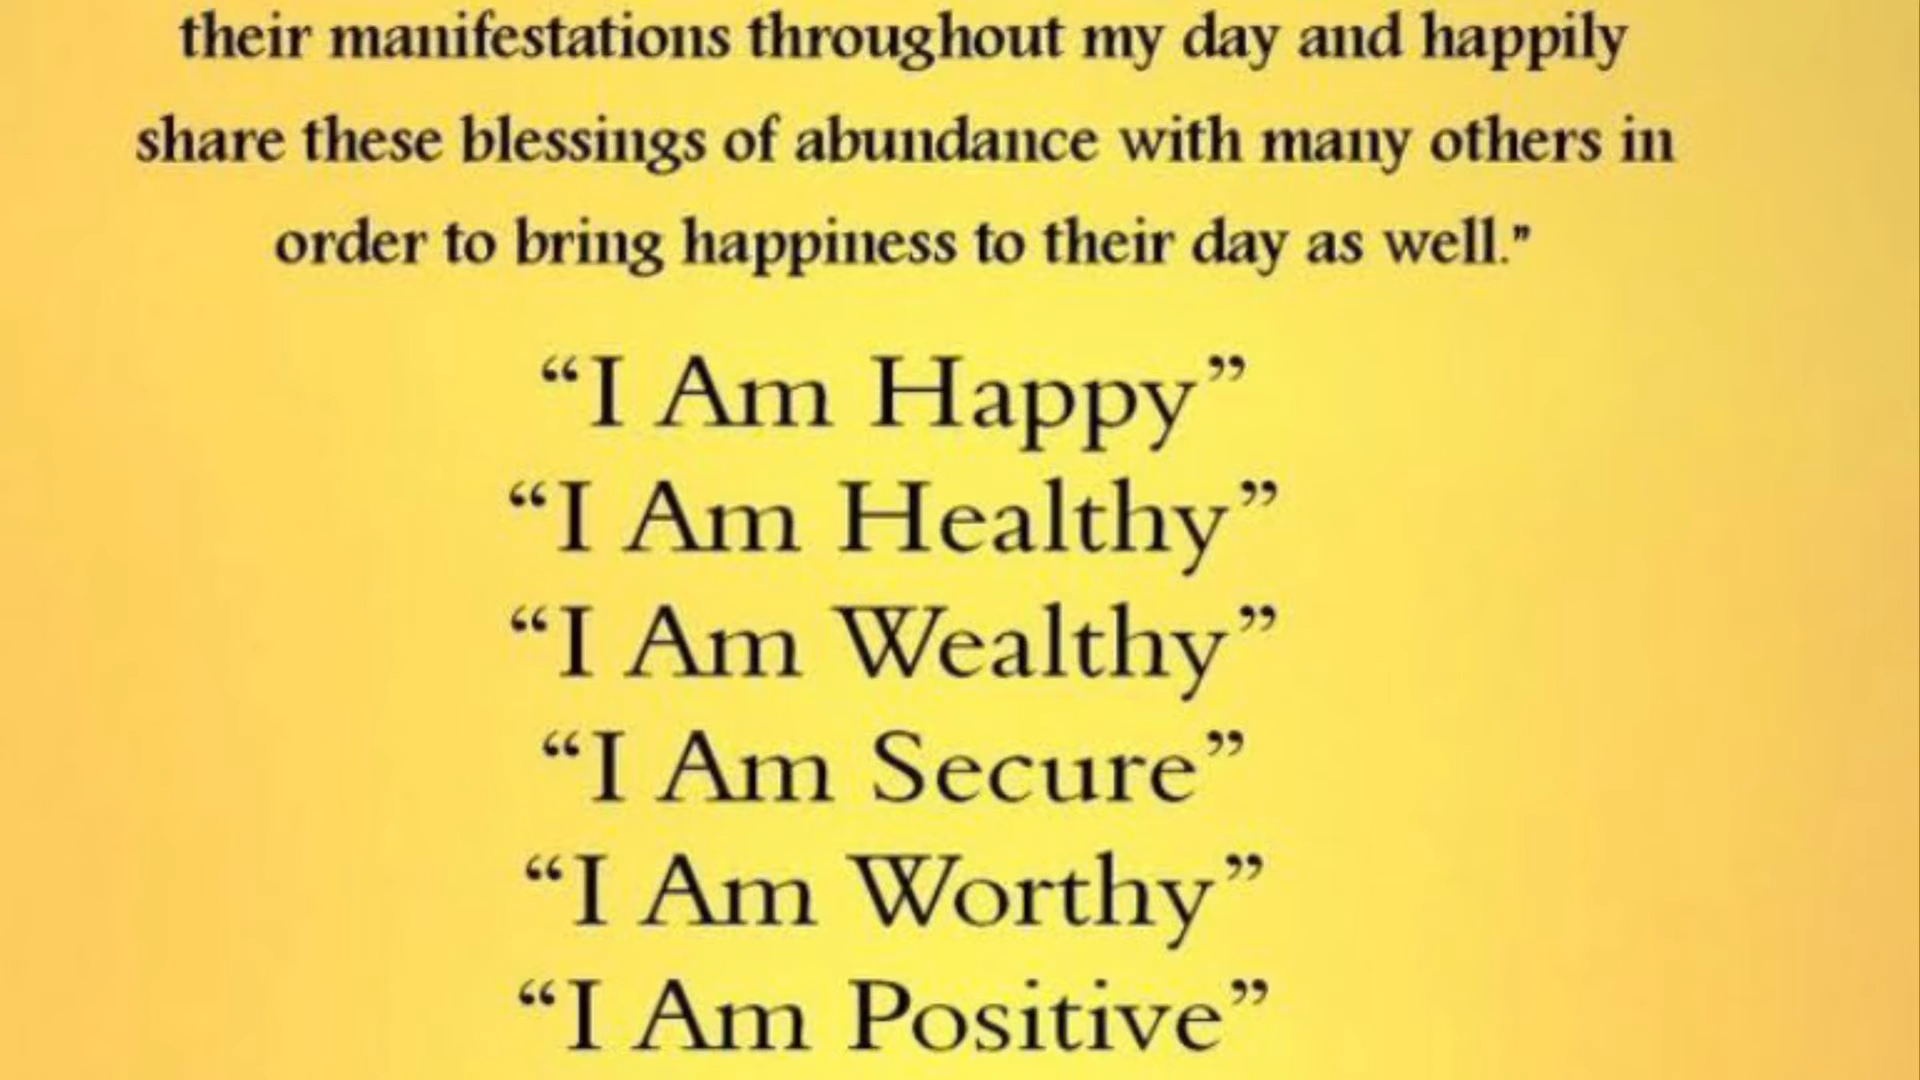 their manifestations throughout my day and happily
share these blessings of abundance with many others in
order to bring happiness to their day as well."
“I Am Happy”
“I Am Healthy”
“I Am Wealthy”
“I Am Secure”
“I Am Worthy”
“I Am Positive”